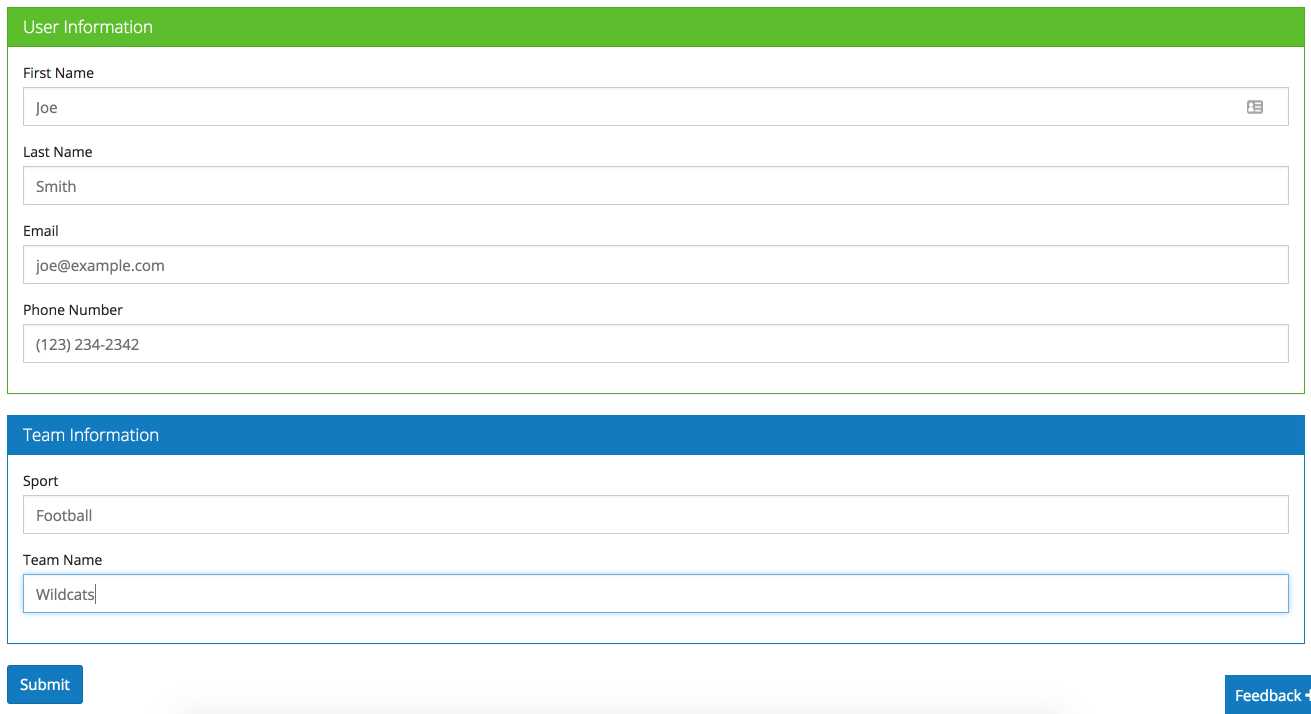 User Information
First Name
Joe
Last Name
Smith
Email
joe@example.com
Phone Number
(123) 234-2342
Team Information
Sport
Football
Team Name
Wildcats
Submit
Feedback +